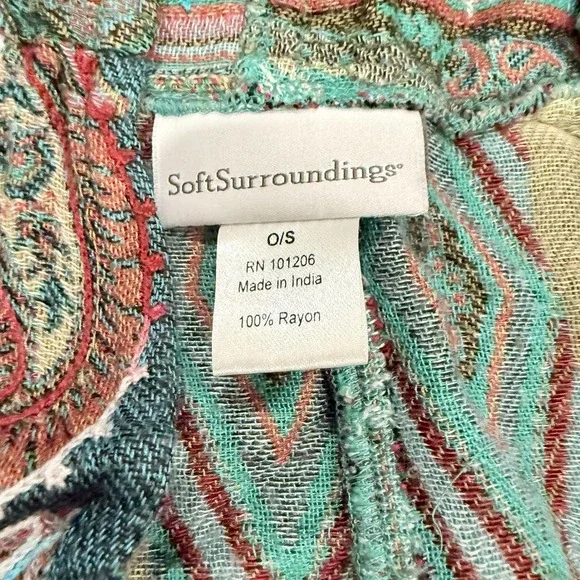 SoftSurroundings®
O/S
RN 101206
Made in India
100% Rayon